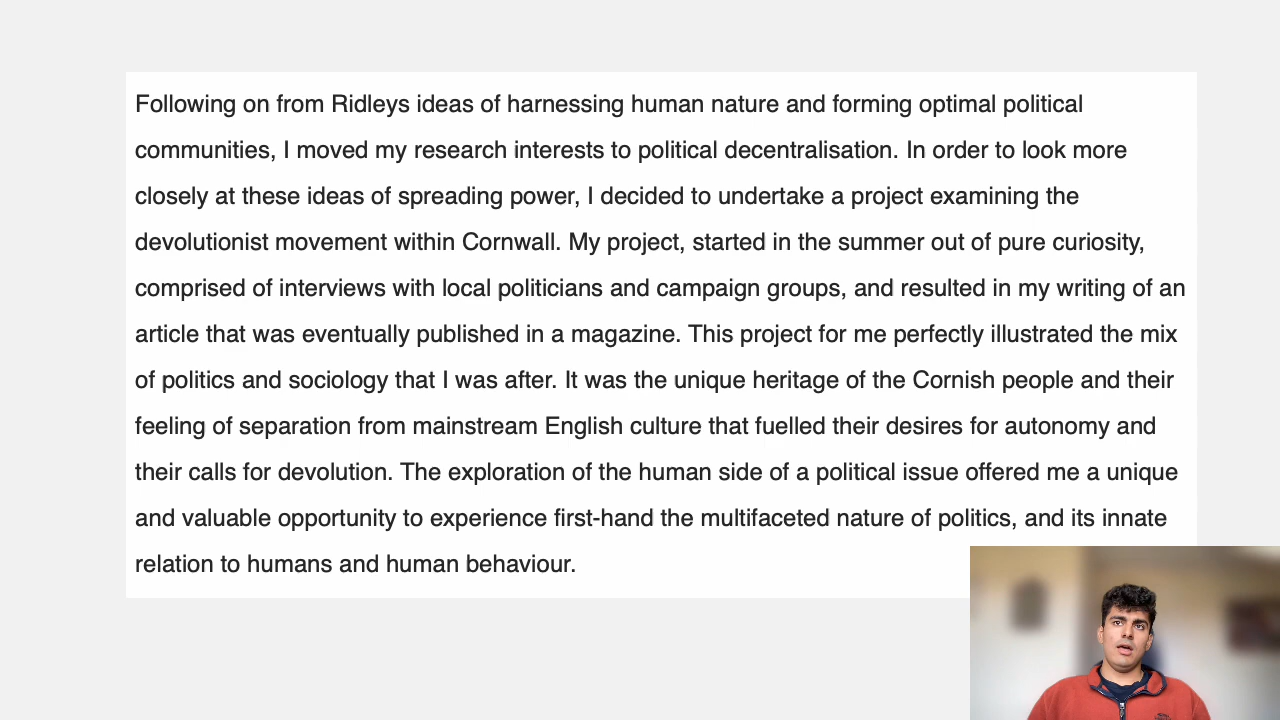 Following on from Ridleys ideas of harnessing human nature and forming optimal political
communities, I moved my research interests to political decentralisation. In order to look more
closely at these ideas of spreading power, I decided to undertake a project examining the
devolutionist movement within Cornwall. My project, started in the summer out of pure curiosity,
comprised of interviews with local politicians and campaign groups, and resulted in my writing of an
article that was eventually published in a magazine. This project for me perfectly illustrated the mix
of politics and sociology that I was after. It was the unique heritage of the Cornish people and their
feeling of separation from mainstream English culture that fuelled their desires for autonomy and
their calls for devolution. The exploration of the human side of a political issue offered me a unique
and valuable opportunity to experience first-hand the multifaceted nature of politics, and its innate
relation to humans and human behaviour.